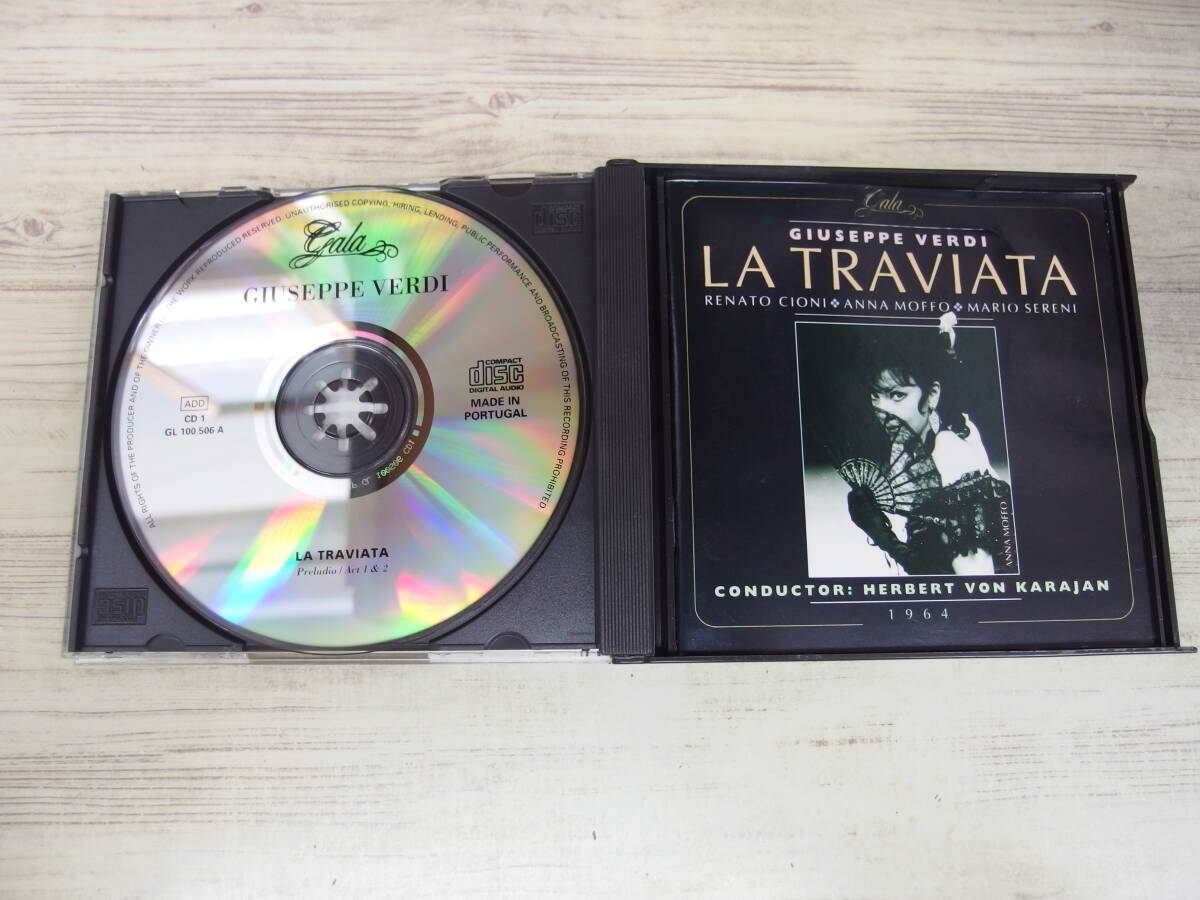 Gala
GIUSEPPE VERDI
ALL RIGHTS OF THE PRODUCER AND OF THE OWNER OF THE WORK REPRODUCED RESERVED. UNAUTHORISED COPYING, HIRING, LENDING, PUBLIC PERFORMANCE AND BROADCASTING OF THIS RECORDING PROHIBITED.
ADD
CD 1
GL 100.506 A
COMPACT
disc
DIGITAL AUDIO
MADE IN
PORTUGAL
LA TRAVIATA
Preludio / Act 1 & 2
disc
disc
Gala
GIUSEPPE VERDI
LA TRAVIATA
RENATO CIONI❖ANNA MOFFO❖MARIO SERENI
ANNA MOFFO
CONDUCTOR: HERBERT VON KARAJAN
1964